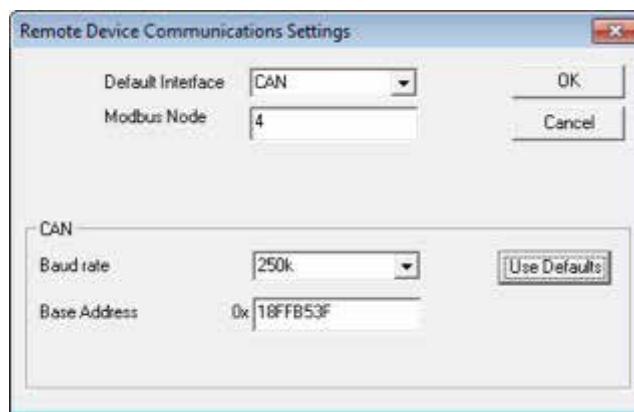 Remote Device Communications Settings
Default Interface CAN OK
Modbus Node 4 Cancel
CAN
Baud rate 250k Use Defaults
Base Address 0x 18FFB53F